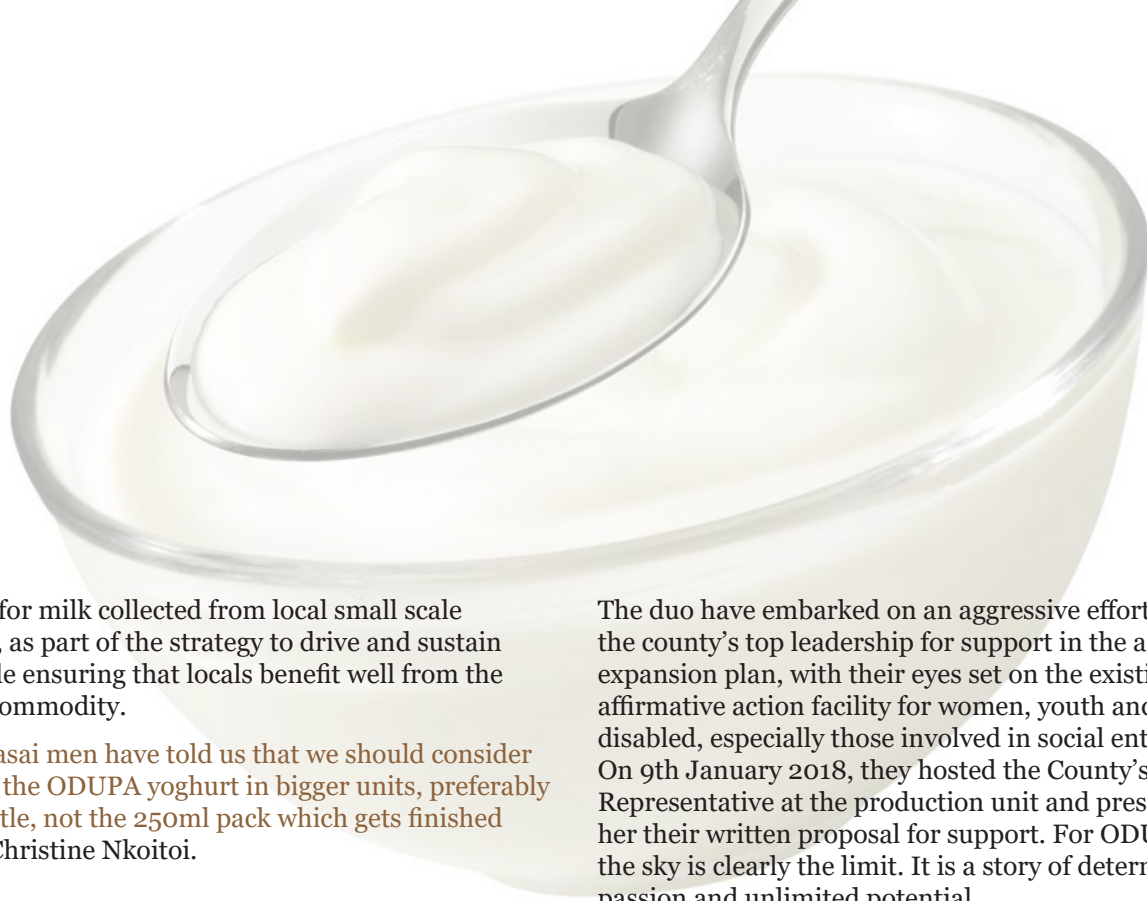 for milk collected from local small scale
, as part of the strategy to drive and sustain
le ensuring that locals benefit well from the
ommodity.
asai men have told us that we should consider
the ODUPA yoghurt in bigger units, preferably
tle, not the 250ml pack which gets finished
Christine Nkoitoi.
The duo have embarked on an aggressive effort
the county’s top leadership for support in the a
expansion plan, with their eyes set on the existi
affirmative action facility for women, youth and
disabled, especially those involved in social ent
On 9th January 2018, they hosted the County’s
Representative at the production unit and pres
her their written proposal for support. For ODU
the sky is clearly the limit. It is a story of deterr
passion and unlimited potential